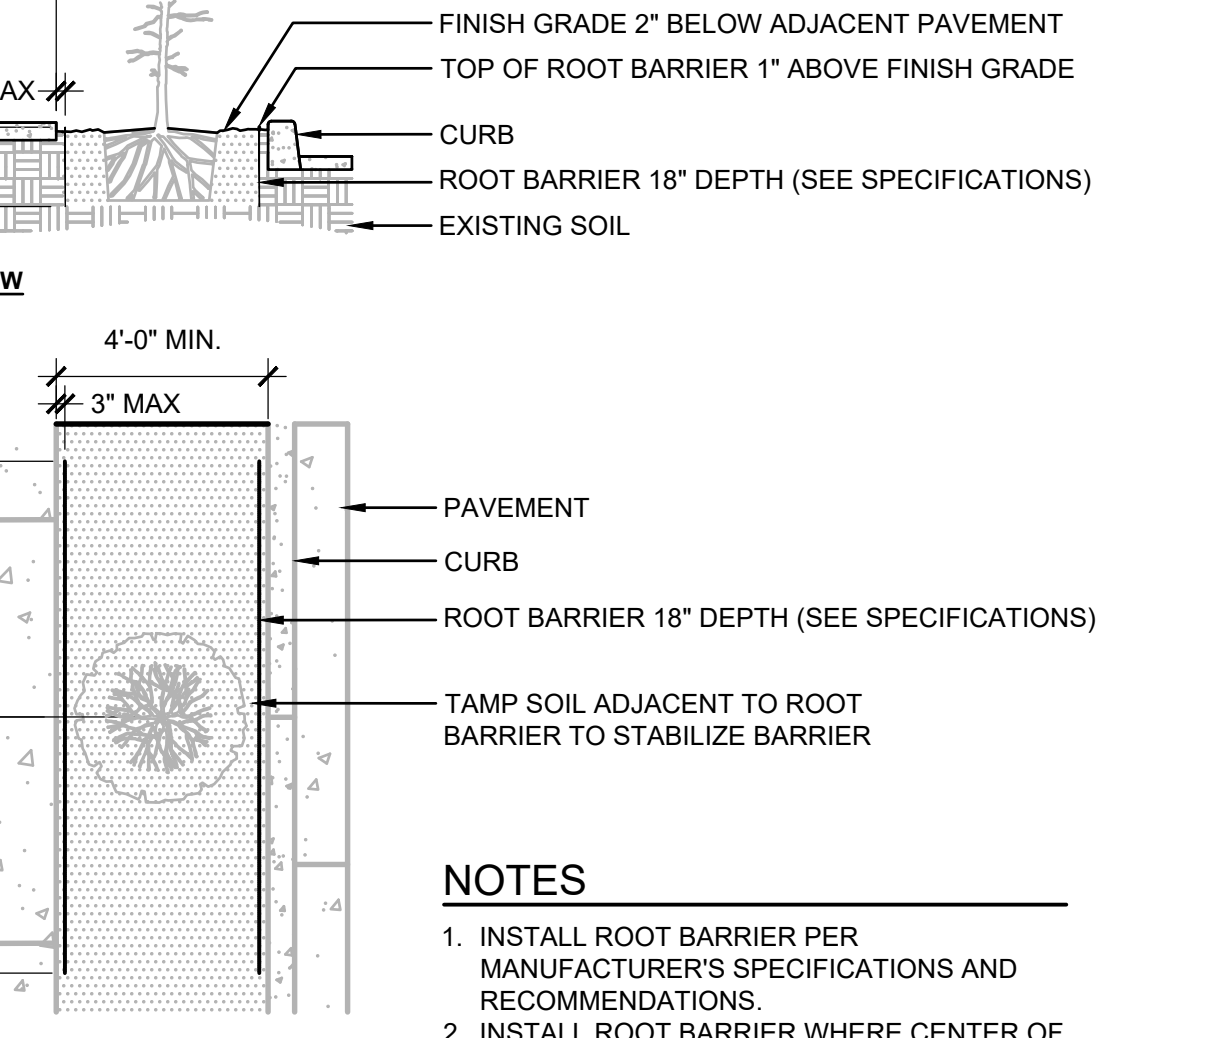 FINISH GRADE 2" BELOW ADJACENT PAVEMENT
TOP OF ROOT BARRIER 1" ABOVE FINISH GRADE
AX
CURB
ROOT BARRIER 18" DEPTH (SEE SPECIFICATIONS)
EXISTING SOIL
W
4'-0" MIN.
3" MAX
PAVEMENT
CURB
ROOT BARRIER 18" DEPTH (SEE SPECIFICATIONS)
TAMP SOIL ADJACENT TO ROOT
BARRIER TO STABILIZE BARRIER
NOTES
1. INSTALL ROOT BARRIER PER
MANUFACTURER'S SPECIFICATIONS AND
RECOMMENDATIONS.
2. INSTALL ROOT BARRIER WHERE CENTER OF